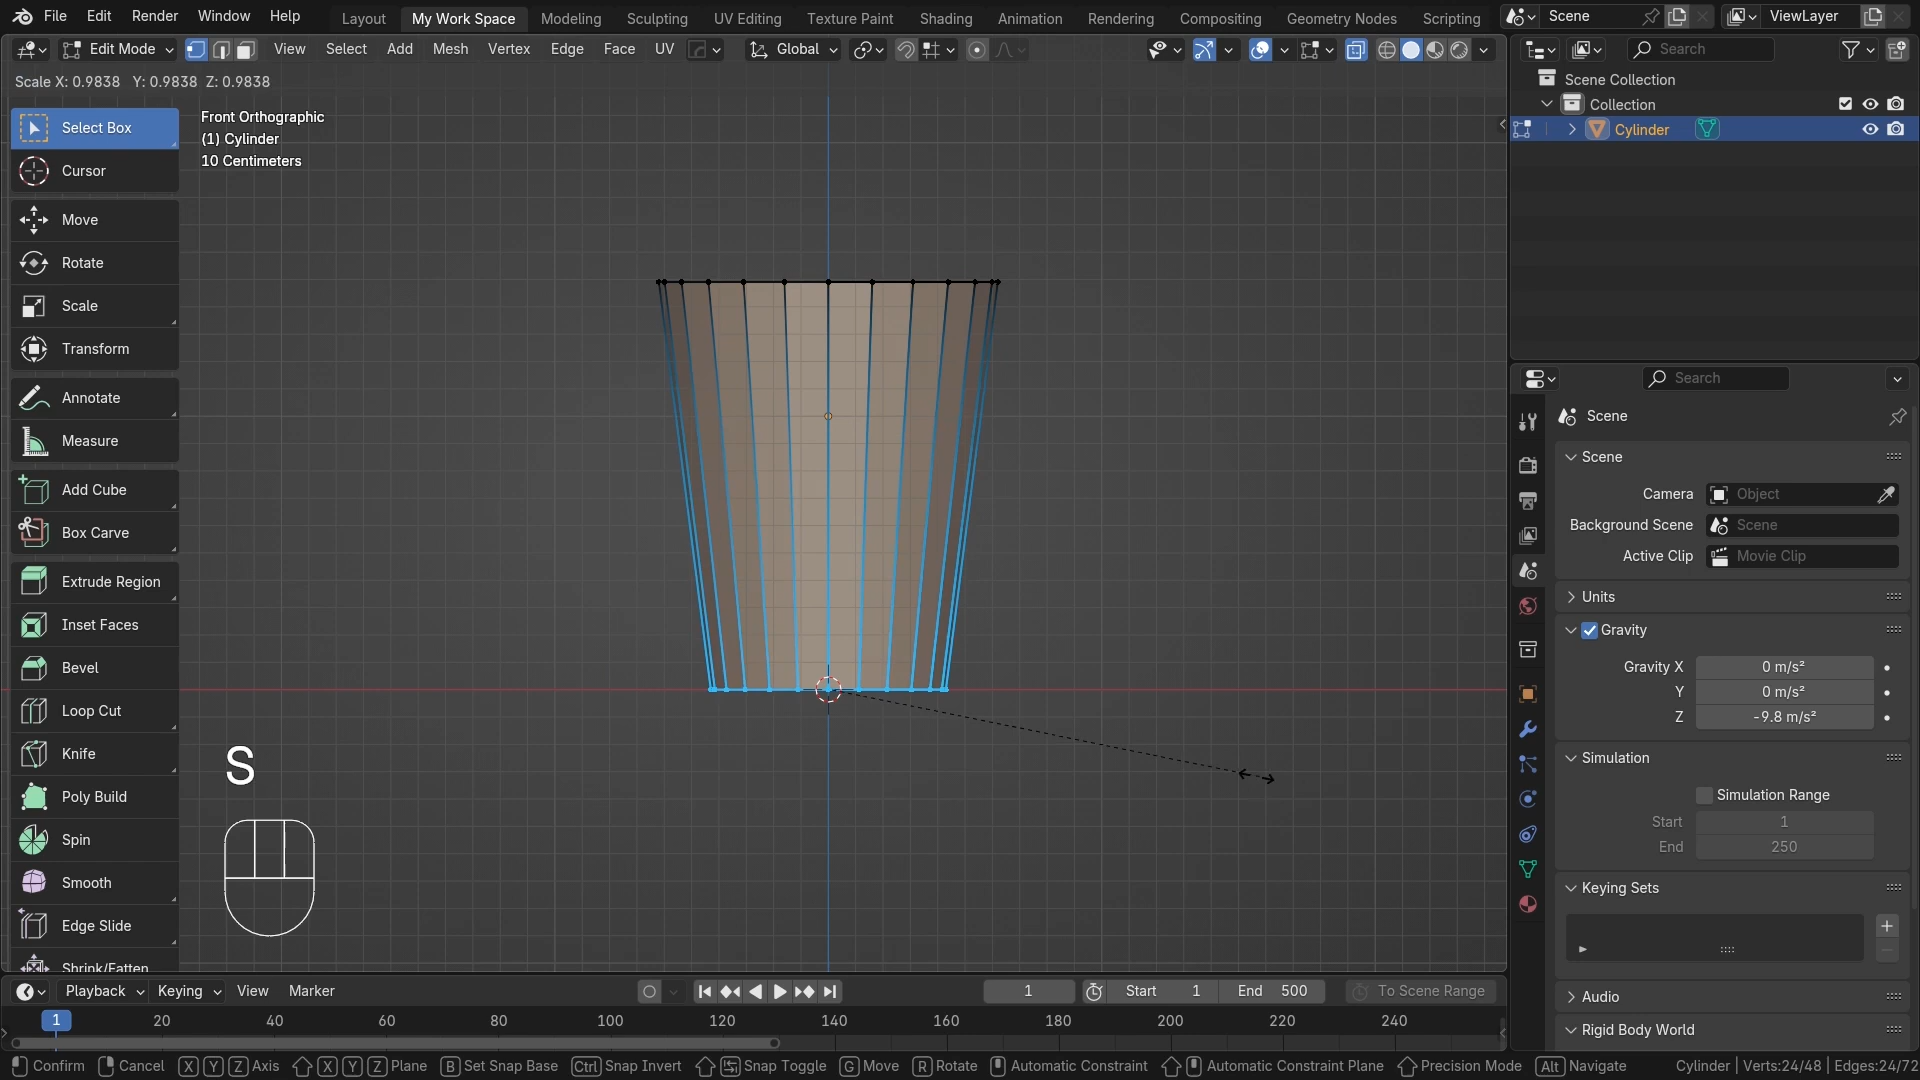 File Edit Render Window Help Layout My Work Space Modeling Sculpting UV Editing Texture Paint Shading Animation Rendering Compositing Geometry Nodes Scripting Scene ViewLayer
Edit Mode View Select Add Mesh Vertex Edge Face UV Global Search
Scale X: 0.9838 Y: 0.9838 Z: 0.9838
Scene Collection
Collection
Cylinder
Front Orthographic
(1) Cylinder
10 Centimeters
Select Box
Cursor
Move
Rotate
Scale
Transform
Annotate
Measure
Add Cube
Box Carve
Extrude Region
Inset Faces
Bevel
Loop Cut
Knife
Poly Build
Spin
Smooth
Edge Slide
Shrink/Fatten
S
Search
Scene
Scene
Camera Object
Background Scene Scene
Active Clip Movie Clip
Units
Gravity
Gravity X 0 m/s²
Y 0 m/s²
Z -9.8 m/s²
Simulation
Simulation Range
Start 1
End 250
Keying Sets
Audio
Rigid Body World
Playback Keying View Marker 1 Start 1 End 500 To Scene Range
1 20 40 60 80 100 120 140 160 180 200 220 240
Confirm Cancel X Y Z Axis X Y Z Plane B Set Snap Base Ctrl Snap Invert Snap Toggle G Move R Rotate Automatic Constraint Automatic Constraint Plane Precision Mode Alt Navigate Cylinder | Verts:24/48 | Edges:24/72